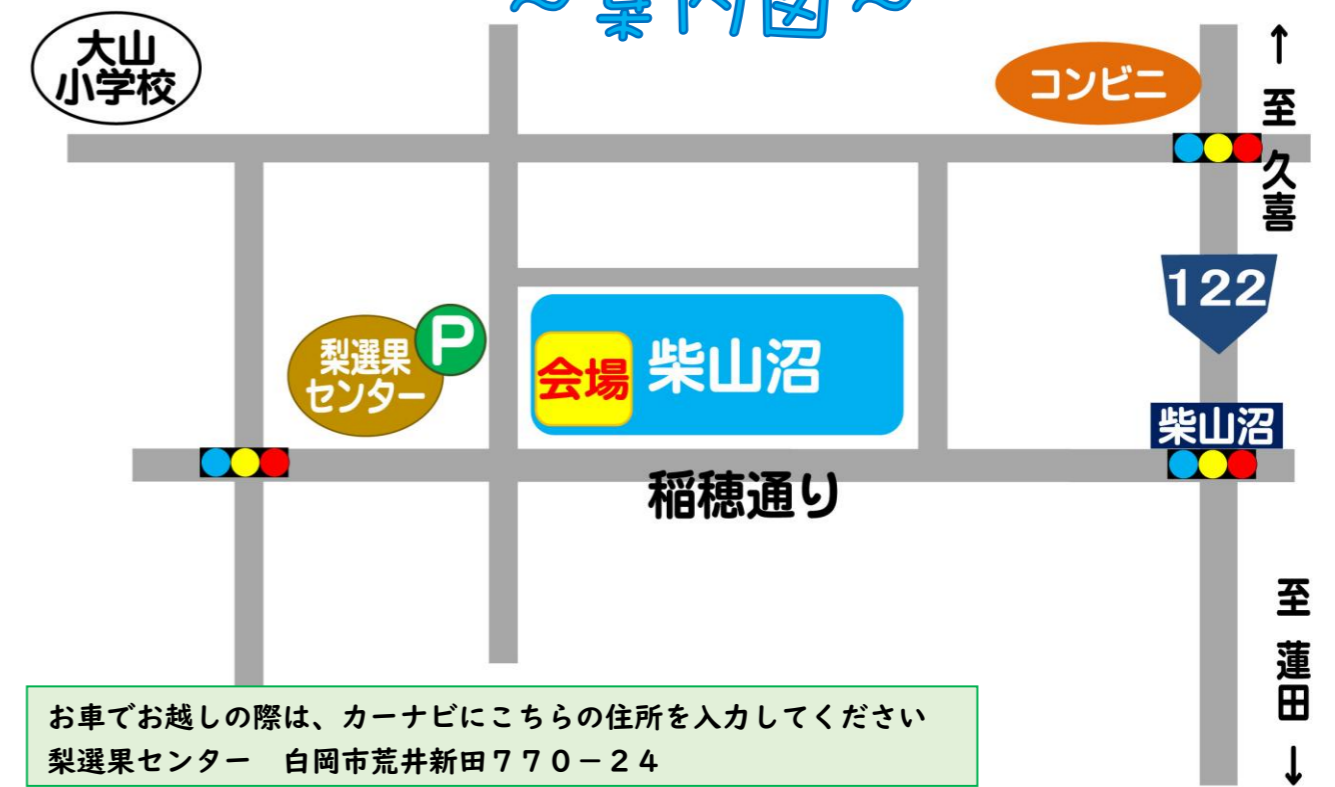 ～案内図～
大山
小学校
コンビニ
↑ 至 久喜
122
梨選果
センター
P
会場
柴山沼
柴山沼
稲穂通り
至 蓮田 ↓
お車でお越しの際は、カーナビにこちらの住所を入力してください
梨選果センター　白岡市荒井新田７７０－２４